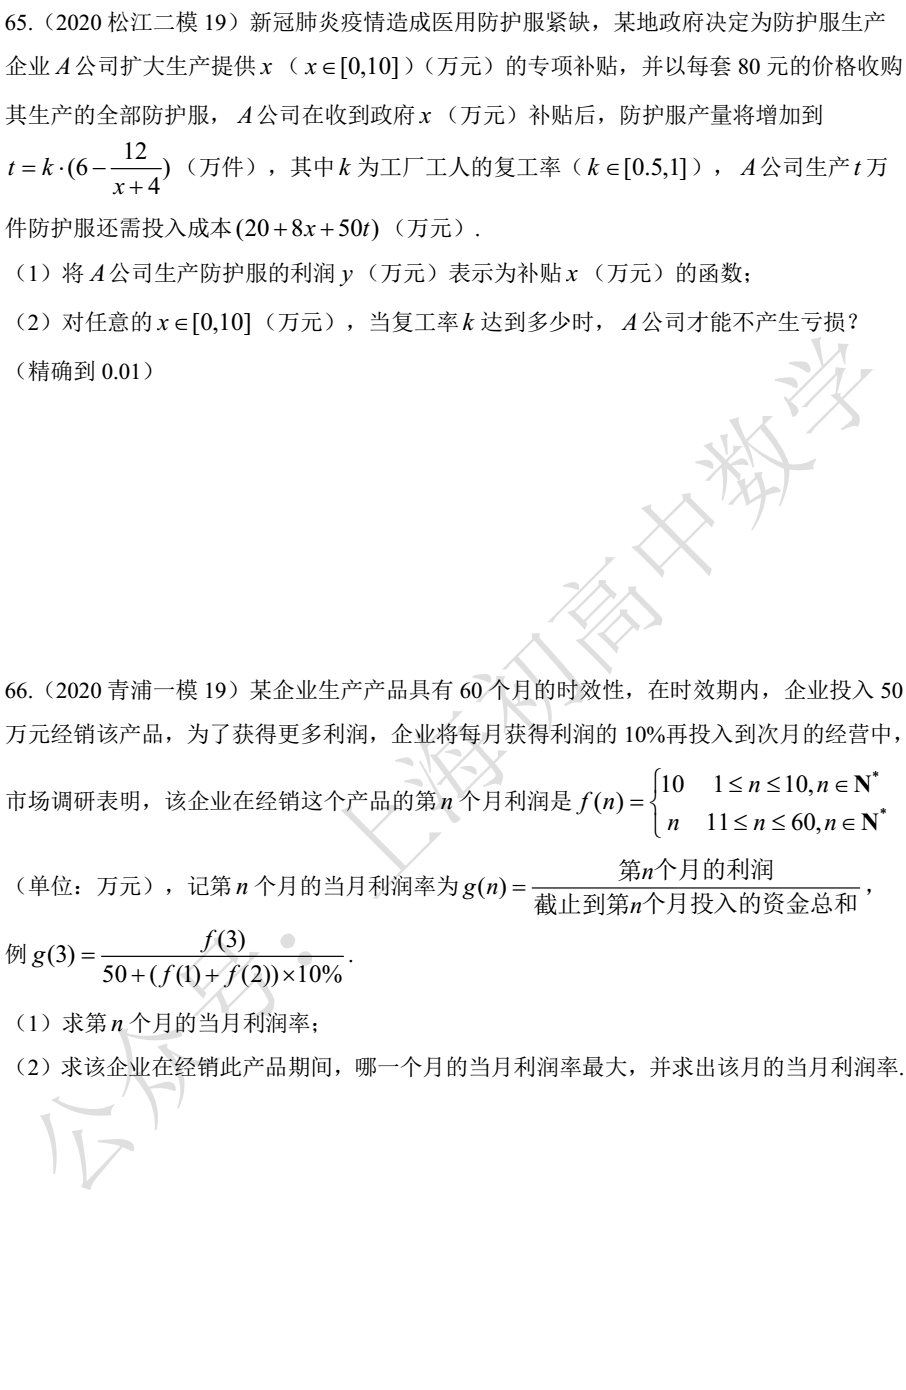 65.（2020 松江二模 19）新冠肺炎疫情造成医用防护服紧缺，某地政府决定为防护服生产
企业 A 公司扩大生产提供 x （ x∈[0,10] ）（万元）的专项补贴，并以每套 80 元的价格收购
其生产的全部防护服， A 公司在收到政府 x （万元）补贴后，防护服产量将增加到
t = k·(6 − 12/(x+4)) （万件），其中 k 为工厂工人的复工率（ k∈[0.5,1] ）， A 公司生产 t 万
件防护服还需投入成本 (20+8x+50t) （万元）.
（1）将 A 公司生产防护服的利润 y （万元）表示为补贴 x （万元）的函数；
（2）对任意的 x∈[0,10]（万元），当复工率 k 达到多少时， A 公司才能不产生亏损？
（精确到 0.01）
66.（2020 青浦一模 19）某企业生产产品具有 60 个月的时效性，在时效期内，企业投入 50
万元经销该产品，为了获得更多利润，企业将每月获得利润的 10%再投入到次月的经营中，
市场调研表明，该企业在经销这个产品的第 n 个月利润是 f(n) = { 10 1≤n≤10, n∈N*
n 11≤n≤60, n∈N*
（单位：万元），记第 n 个月的当月利润率为 g(n) = 第n个月的利润 / 截止到第n个月投入的资金总和 ，
例 g(3) = f(3) / (50+(f(1)+f(2))×10%) .
（1）求第 n 个月的当月利润率；
（2）求该企业在经销此产品期间，哪一个月的当月利润率最大，并求出该月的当月利润率.
公众号：上海初高中数学